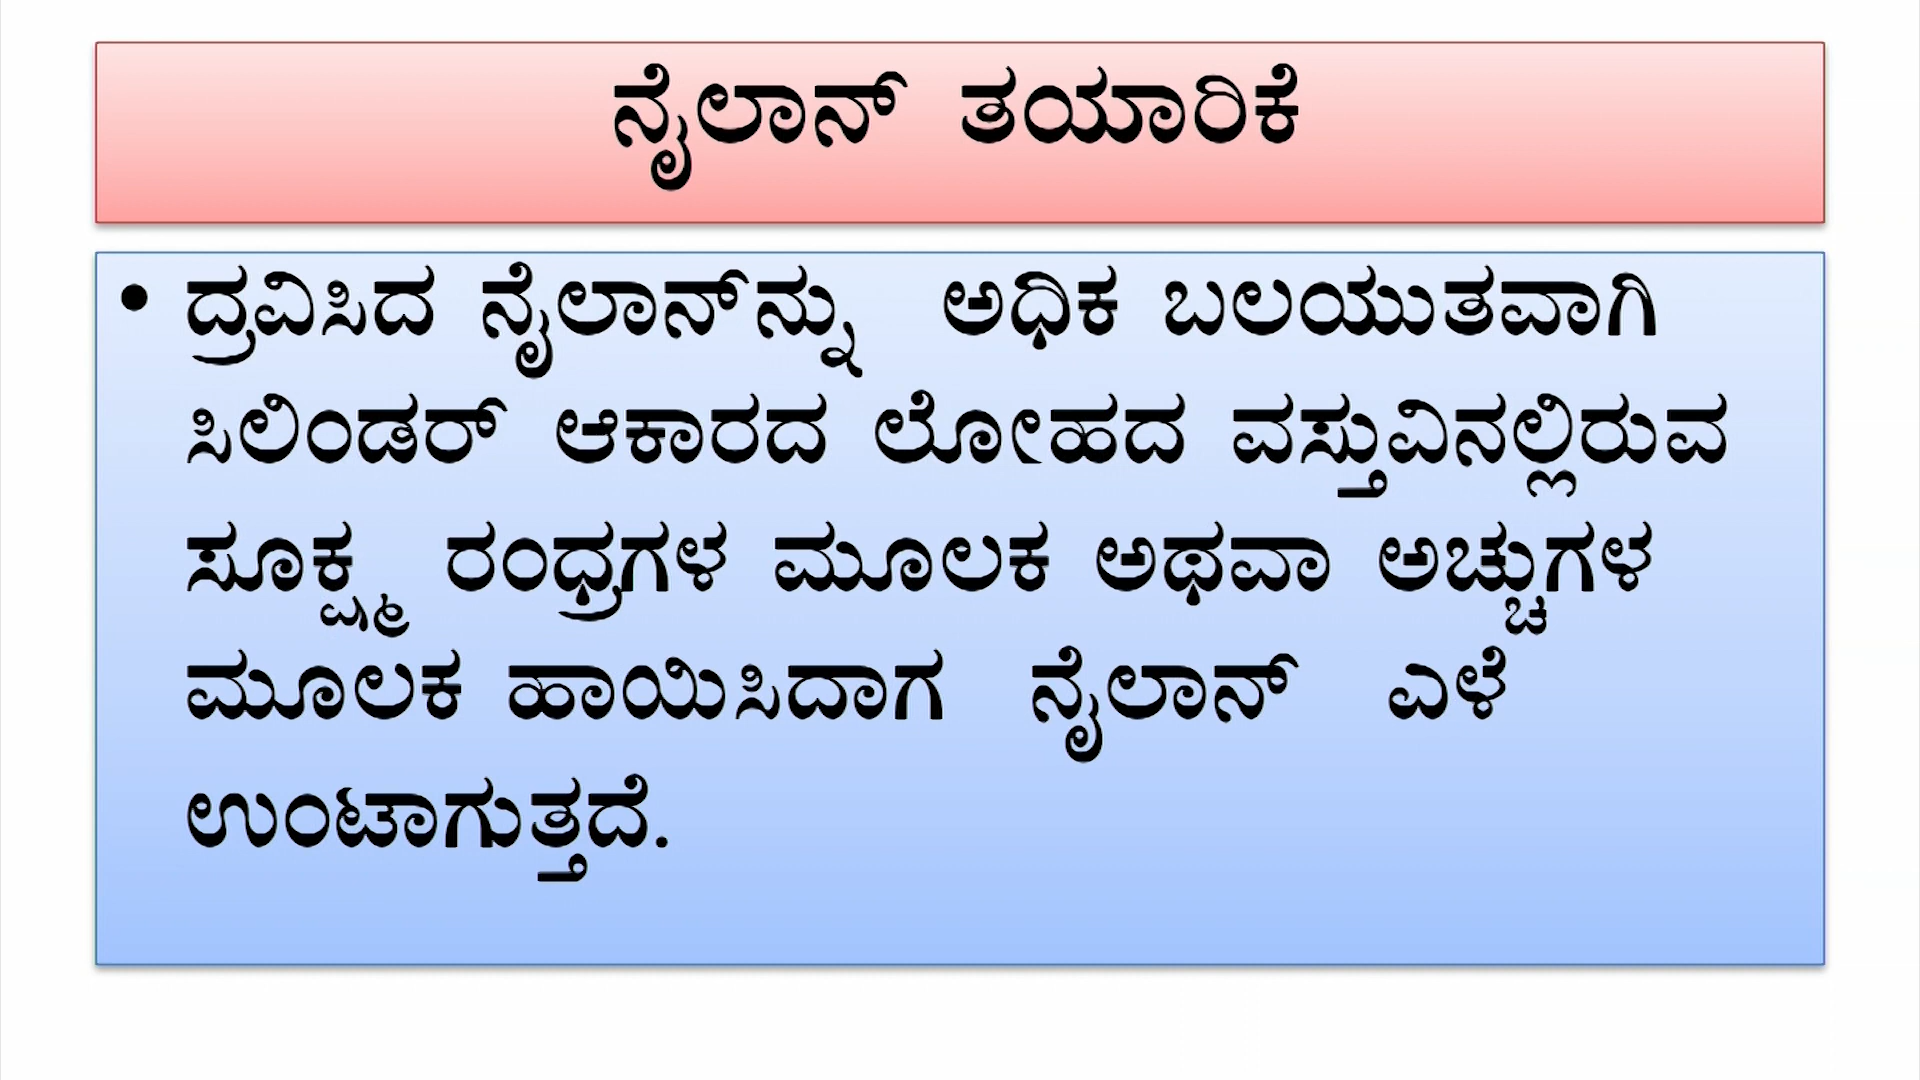 ನೈಲಾನ್ ತಯಾರಿಕೆ
• ದ್ರವಿಸಿದ ನೈಲಾನ್‌ನ್ನು ಅಧಿಕ ಬಲಯುತವಾಗಿ
ಸಿಲಿಂಡರ್ ಆಕಾರದ ಲೋಹದ ವಸ್ತುವಿನಲ್ಲಿರುವ
ಸೂಕ್ಷ್ಮ ರಂಧ್ರಗಳ ಮೂಲಕ ಅಥವಾ ಅಚ್ಚುಗಳ
ಮೂಲಕ ಹಾಯಿಸಿದಾಗ ನೈಲಾನ್ ಎಳೆ
ಉಂಟಾಗುತ್ತದೆ.